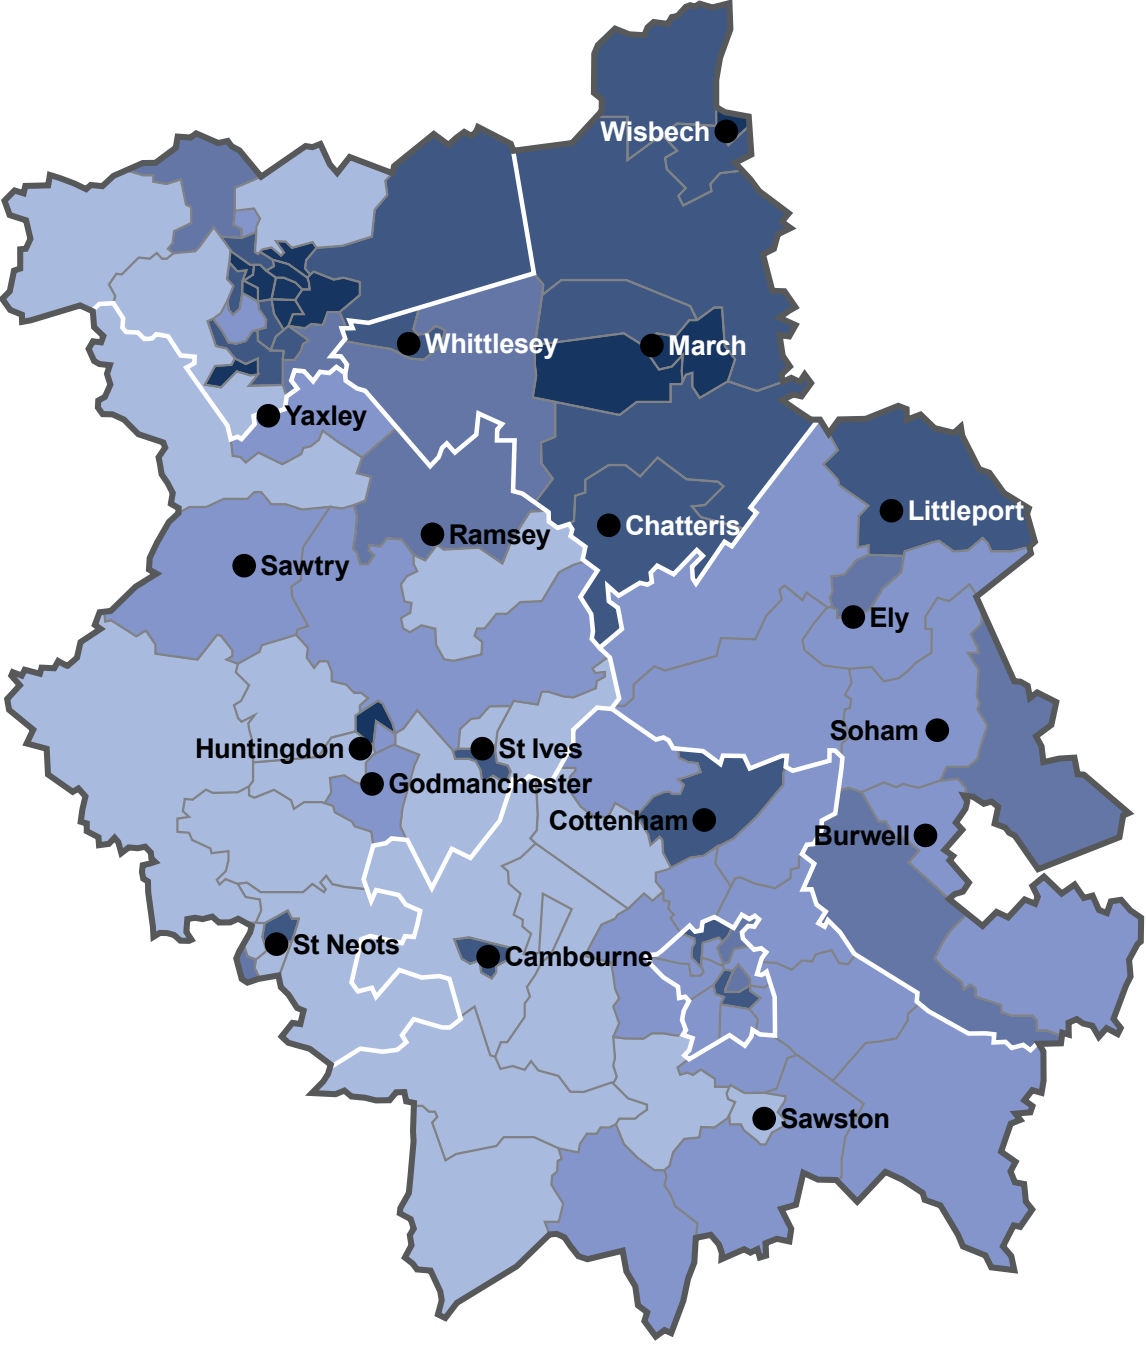 Wisbech
Whittlesey
March
Yaxley
Littleport
Chatteris
Ramsey
Sawtry
Ely
Soham
Huntingdon
St Ives
Godmanchester
Cottenham
Burwell
St Neots
Cambourne
Sawston